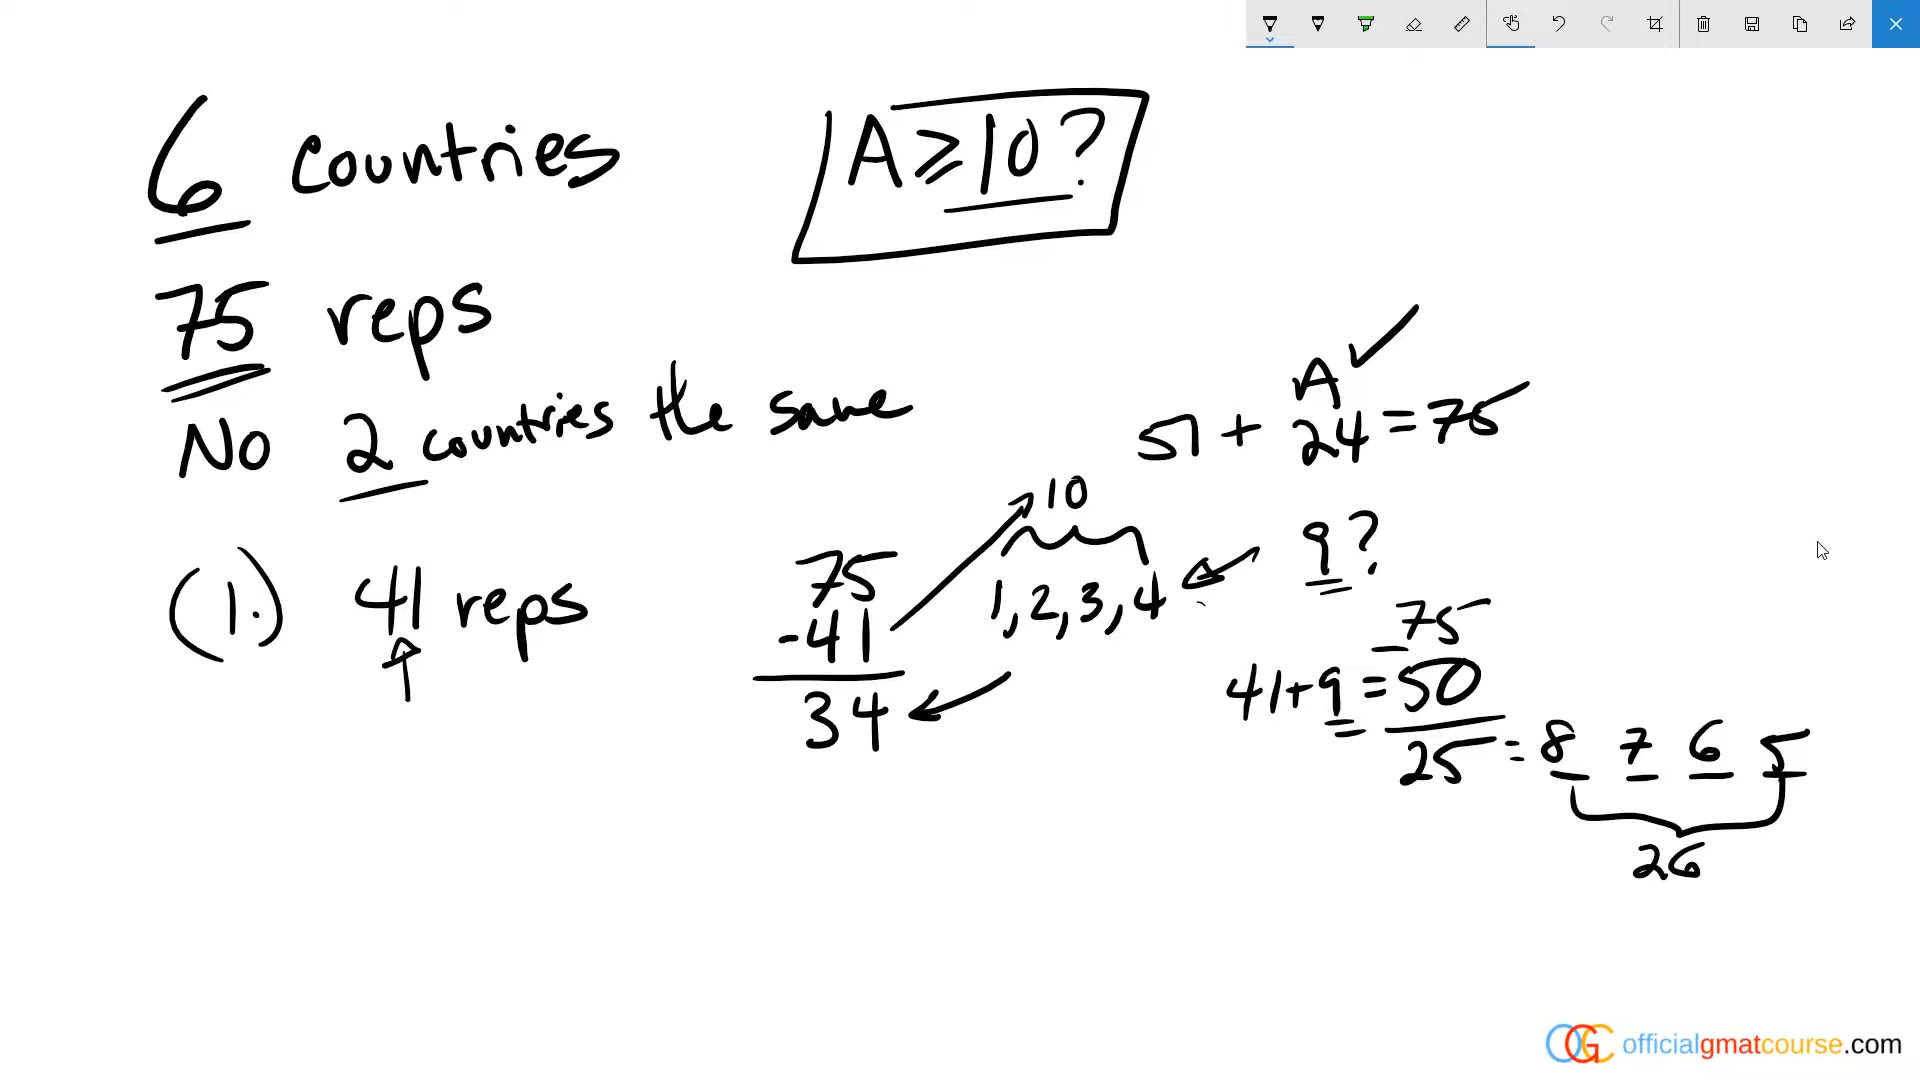 6 countries
A ≥ 10?
75 reps
No 2 countries the same
A
51 + 24 = 75
10
9?
(1.) 41 reps
75
1, 2, 3, 4
-41
34
75
41+9 = 50
25 = 8 7 6 5
26
OGC officialgmatcourse.com